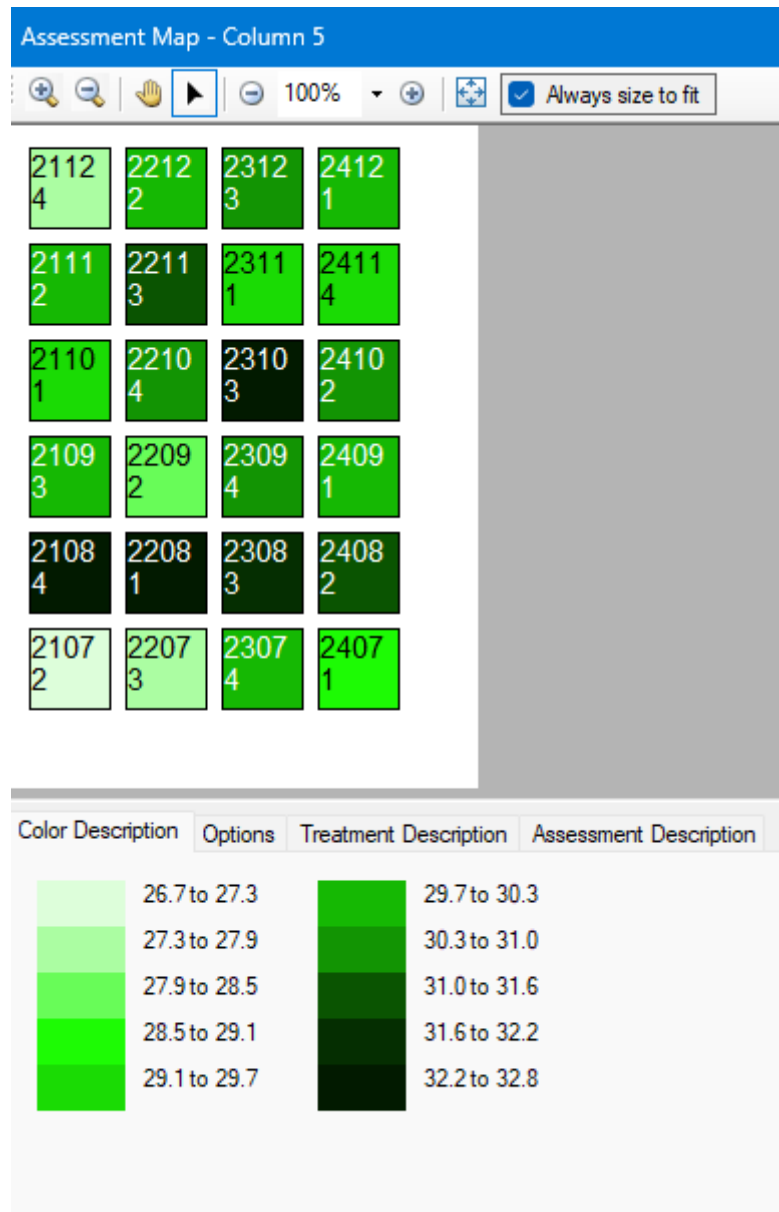 Assessment Map - Column 5
100% Always size to fit
2112 2212 2312 2412
4 2 3 1
2111 2211 2311 2411
2 3 1 4
2110 2210 2310 2410
1 4 3 2
2109 2209 2309 2409
3 2 4 1
2108 2208 2308 2408
4 1 3 2
2107 2207 2307 2407
2 3 4 1
Color Description Options Treatment Description Assessment Description
26.7 to 27.3 29.7 to 30.3
27.3 to 27.9 30.3 to 31.0
27.9 to 28.5 31.0 to 31.6
28.5 to 29.1 31.6 to 32.2
29.1 to 29.7 32.2 to 32.8